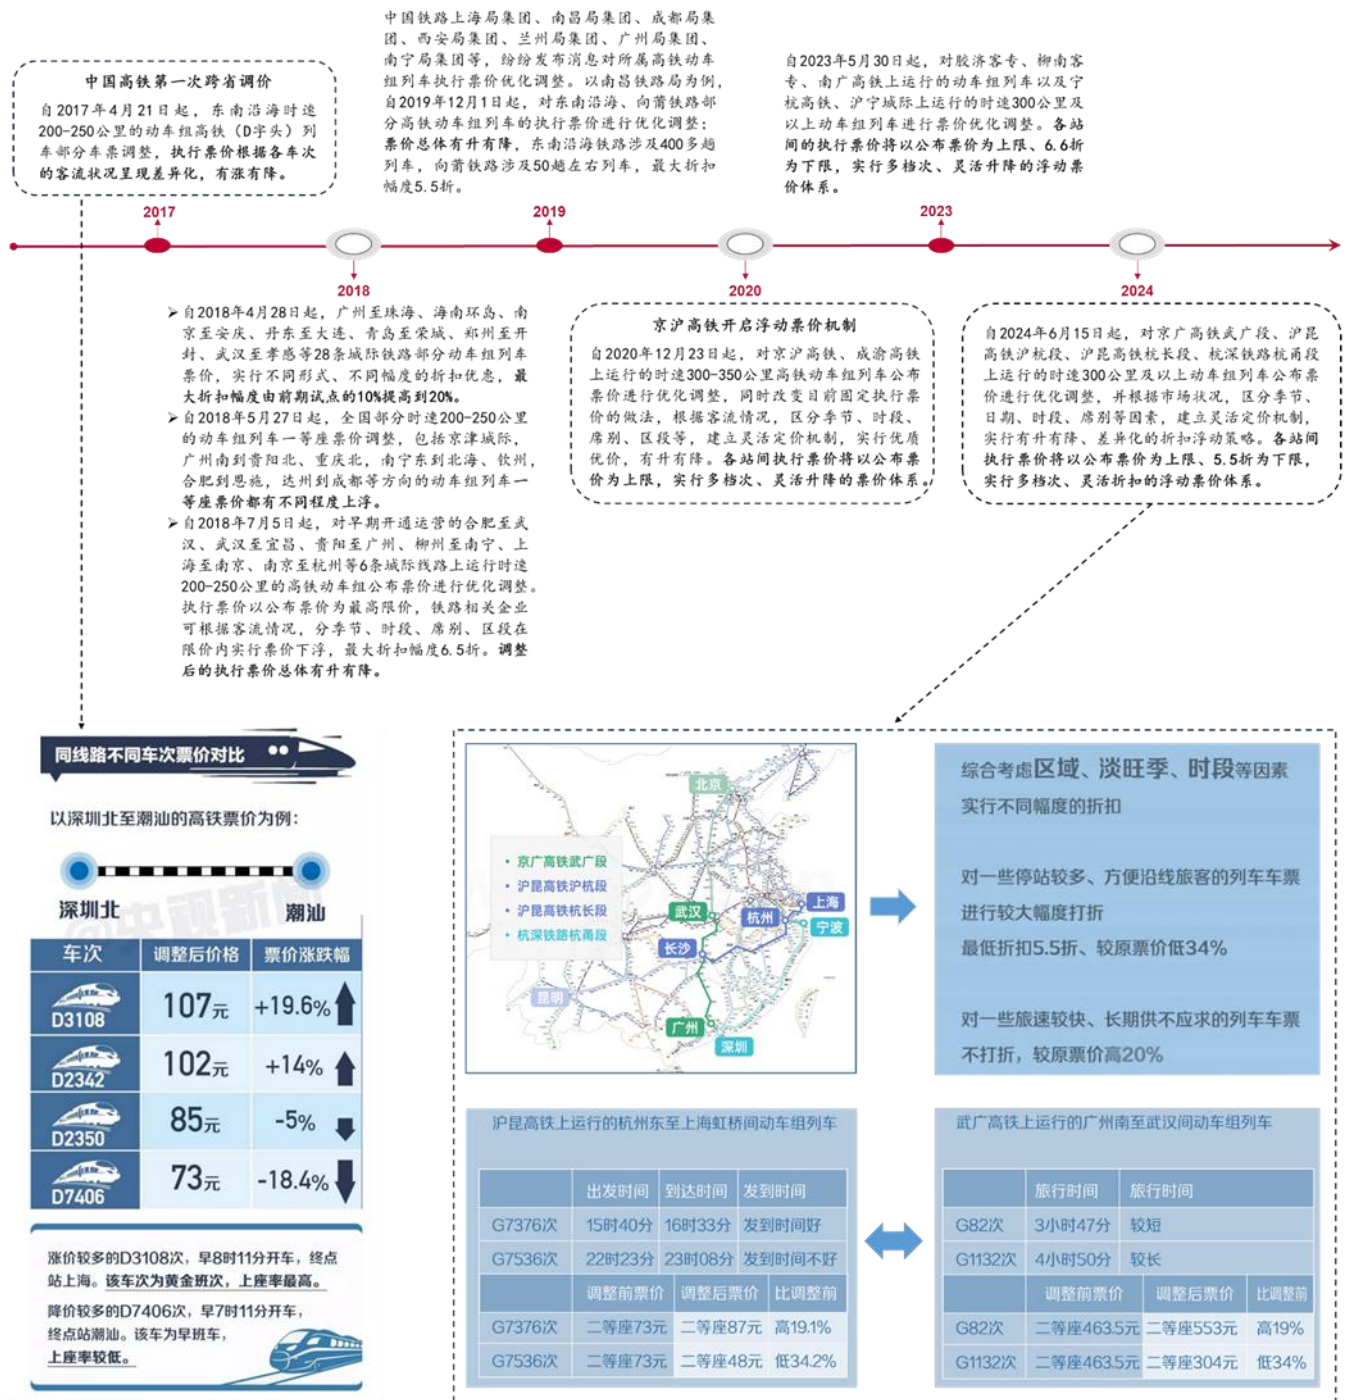 中国高铁第一次跨省调价
自2017年4月21日起，东南沿海时速
200-250公里的动车组高铁（D字头）列
车部分车票调整，执行票价根据各车次
的客流状况呈现差异化，有涨有降。
中国铁路上海局集团、南昌局集团、成都局集
团、西安局集团、兰州局集团、广州局集团、
南宁局集团等，纷纷发布消息对所属高铁动车
组列车执行票价优化调整。以南昌铁路局为例，
自2019年12月1日起，对东南沿海、向莆铁路部
分高铁动车组列车的执行票价进行优化调整：
票价总体有升有降，东南沿海铁路涉及400多趟
列车，向莆铁路涉及50趟左右列车，最大折扣
幅度5.5折。
自2023年5月30日起，对胶济客专、柳南客
专、南广高铁上运行的动车组列车以及宁
杭高铁、沪宁城际上运行的时速300公里及
以上动车组列车进行票价优化调整。各站
间的执行票价将以公布票价为上限、6.6折
为下限，实行多档次、灵活升降的浮动票
价体系。
2017
2019
2023
2018
2020
2024
➢自2018年4月28日起，广州至珠海、海南环岛、南
京至安庆、丹东至大连、青岛至荣城、郑州至开
封、武汉至孝感等28条城际铁路部分动车组列车
票价，实行不同形式、不同幅度的折扣优惠，最
大折扣幅度由前期试点的10%提高到20%。
➢自2018年5月27日起，全国部分时速200-250公里
的动车组列车一等座票价调整，包括京津城际，
广州南到贵阳北、重庆北，南宁东到北海、钦州，
合肥到恩施，达州到成都等方向的动车组列车一
等座票价都有不同程度上浮。
➢自2018年7月5日起，对早期开通运营的合肥至武
汉、武汉至宜昌、贵阳至广州、柳州至南宁、上
海至南京、南京至杭州等6条城际线路上运行时速
200-250公里的高铁动车组公布票价进行优化调整。
执行票价以公布票价为最高限价，铁路相关企业
可根据客流情况，分季节、时段、席别、区段在
限价内实行票价下浮，最大折扣幅度6.5折。调整
后的执行票价总体有升有降。
京沪高铁开启浮动票价机制
自2020年12月23日起，对京沪高铁、成渝高铁
上运行的时速300-350公里高铁动车组列车公布
票价进行优化调整，同时改变目前固定执行票
价的做法，根据客流情况，区分季节、时段、
席别、区段等，建立灵活定价机制，实行优质
优价，有升有降。各站间执行票价将以公布票
价为上限，实行多档次、灵活升降的票价体系。
自2024年6月15日起，对京广高铁武广段、沪昆
高铁沪杭段、沪昆高铁杭长段、杭深铁路杭甬段
上运行的时速300公里及以上动车组列车公布票
价进行优化调整，并根据市场状况，区分季节、
日期、时段、席别等因素，建立灵活定价机制，
实行有升有降、差异化的折扣浮动策略。各站间
执行票价将以公布票价为上限、5.5折为下限，
实行多档次、灵活折扣的浮动票价体系。
同线路不同车次票价对比
以深圳北至潮汕的高铁票价为例：
深圳北 潮汕
@央视新闻
车次 调整后价格 票价涨跌幅
D3108 107元 +19.6%
D2342 102元 +14%
D2350 85元 -5%
D7406 73元 -18.4%
涨价较多的D3108次，早8时11分开车，终点
站上海。该车次为黄金班次，上座率最高。
降价较多的D7406次，早7时11分开车，
终点站潮汕。该车为早班车，
上座率较低。
北京
• 京广高铁武广段
• 沪昆高铁沪杭段
• 沪昆高铁杭长段
• 杭深铁路杭甬段
武汉
杭州
上海
宁波
长沙
昆明
广州
深圳
综合考虑区域、淡旺季、时段等因素
实行不同幅度的折扣
对一些停站较多、方便沿线旅客的列车车票
进行较大幅度打折
最低折扣5.5折、较原票价低34%
对一些旅速较快、长期供不应求的列车车票
不打折，较原票价高20%
沪昆高铁上运行的杭州东至上海虹桥间动车组列车
出发时间 到达时间 发到时间
G7376次 15时40分 16时33分 发到时间好
G7536次 22时23分 23时08分 发到时间不好
调整前票价 调整后票价 比调整前
G7376次 二等座73元 二等座87元 高19.1%
G7536次 二等座73元 二等座48元 低34.2%
武广高铁上运行的广州南至武汉间动车组列车
旅行时间 旅行时间
G82次 3小时47分 较短
G1132次 4小时50分 较长
调整前票价 调整后票价 比调整前
G82次 二等座463.5元 二等座553元 高19%
G1132次 二等座463.5元 二等座304元 低34%